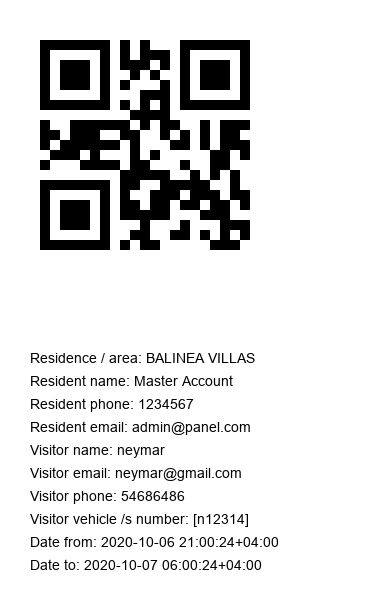 Residence / area: BALINEA VILLAS
Resident name: Master Account
Resident phone: 1234567
Resident email: admin@panel.com
Visitor name: neymar
Visitor email: neymar@gmail.com
Visitor phone: 54686486
Visitor vehicle /s number: [n12314]
Date from: 2020-10-06 21:00:24+04:00
Date to: 2020-10-07 06:00:24+04:00